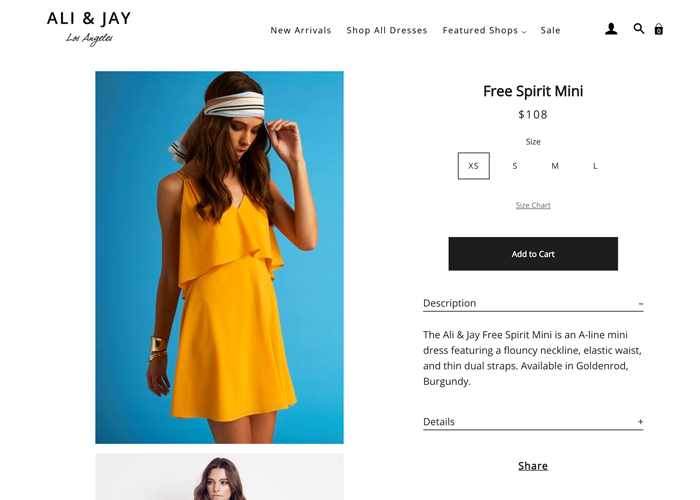 ALI & JAY
Los Angeles
New Arrivals
Shop All Dresses
Featured Shops
Sale
0
Free Spirit Mini
$108
Size
XS
S
M
L
Size Chart
Add to Cart
Description –
The Ali & Jay Free Spirit Mini is an A-line mini
dress featuring a flouncy neckline, elastic waist,
and thin dual straps. Available in Goldenrod,
Burgundy.
Details +
Share